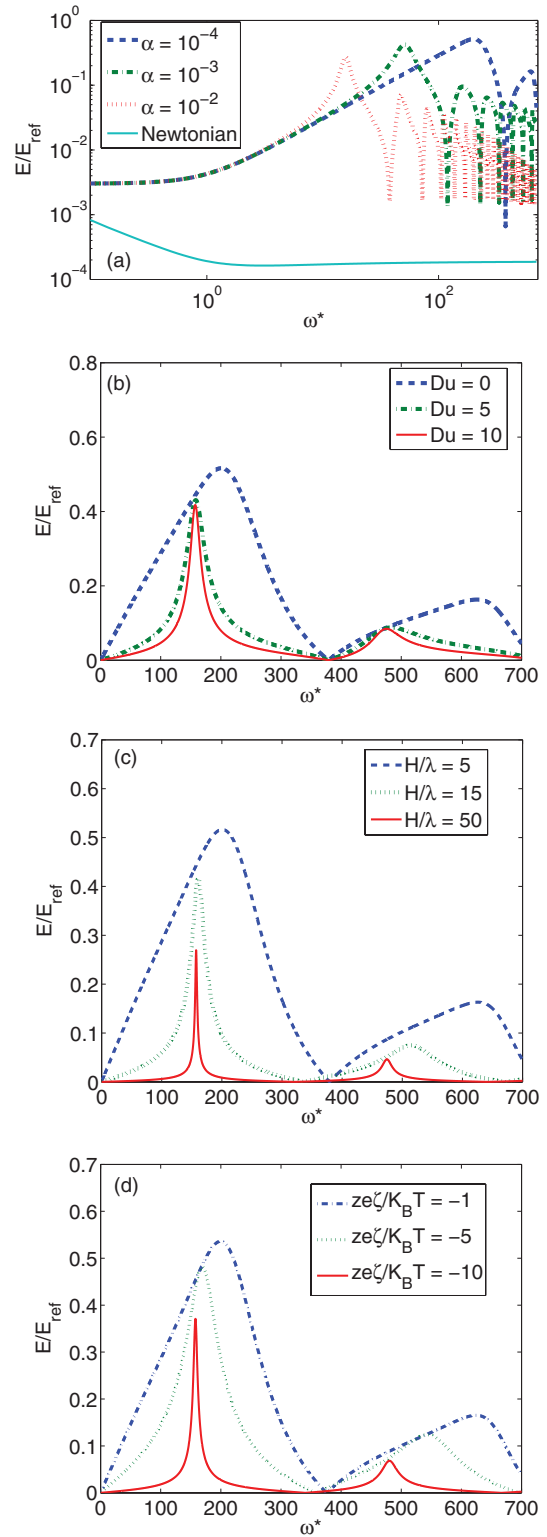 10⁰
10⁻¹
10⁻²
10⁻³
10⁻⁴
E/E_ref
α = 10⁻⁴
α = 10⁻³
α = 10⁻²
Newtonian
(a)
10⁰ 10²
ω*
(b)
0.8
0.6
0.4
0.2
0
E/E_ref
Du = 0
Du = 5
Du = 10
0 100 200 300 400 500 600 700
ω*
(c)
0.7
0.6
0.5
0.4
0.3
0.2
0.1
0
E/E_ref
H/λ = 5
H/λ = 15
H/λ = 50
0 100 200 300 400 500 600 700
ω*
(d)
0.7
0.6
0.5
0.4
0.3
0.2
0.1
0
E/E_ref
zeζ/K_BT = −1
zeζ/K_BT = −5
zeζ/K_BT = −10
0 100 200 300 400 500 600 700
ω*